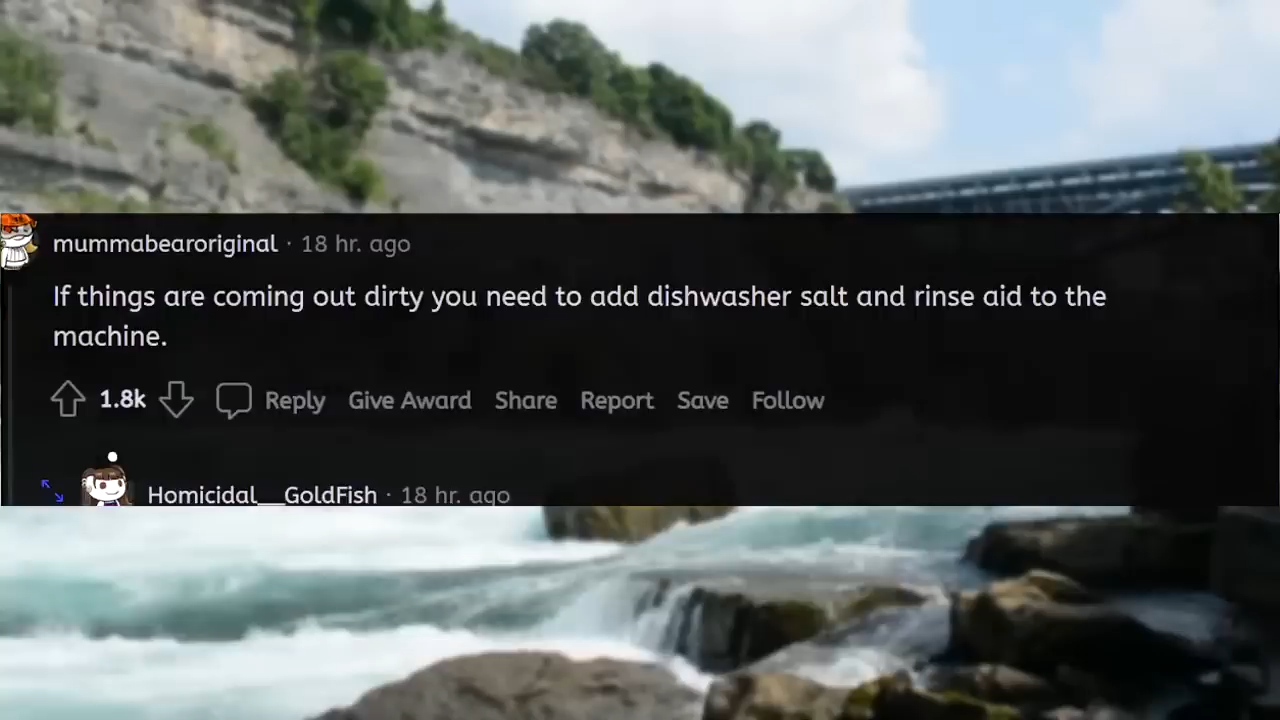 mummabearoriginal · 18 hr. ago
If things are coming out dirty you need to add dishwasher salt and rinse aid to the
machine.
1.8k Reply Give Award Share Report Save Follow
Homicidal__GoldFish · 18 hr. ago